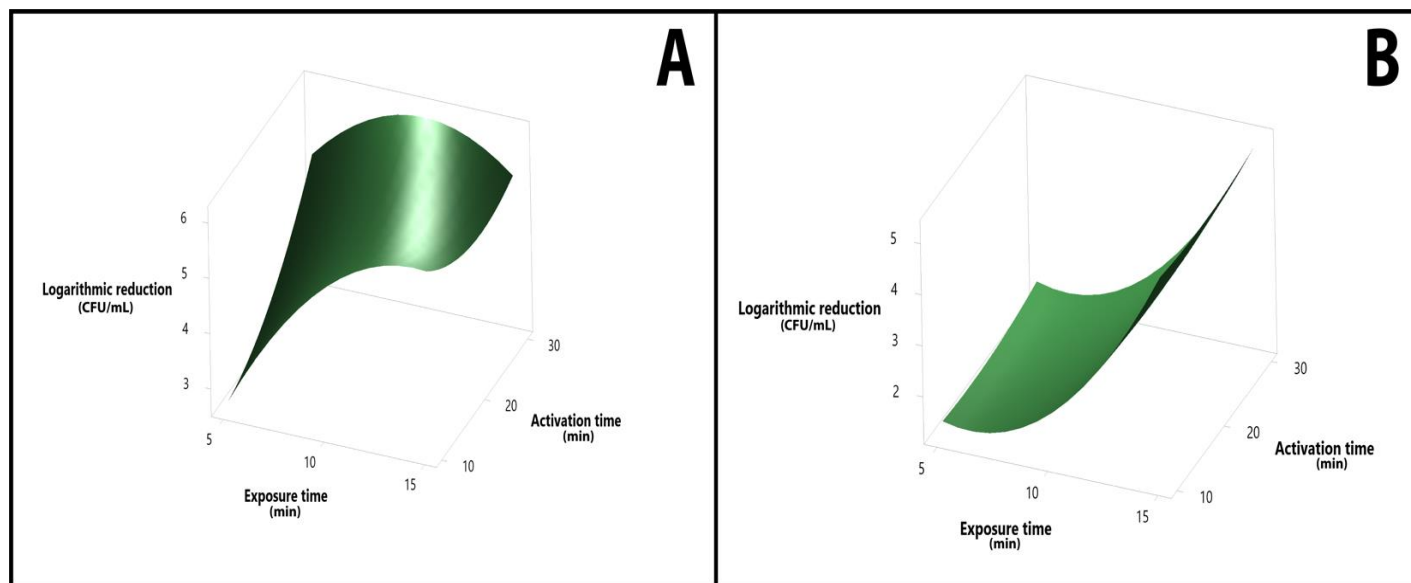 A
6
5
4
3
Logarithmic reduction
(CFU/mL)
5
10
15
Exposure time
(min)
10
20
30
Activation time
(min)
B
5
4
3
2
Logarithmic reduction
(CFU/mL)
5
10
15
Exposure time
(min)
10
20
30
Activation time
(min)